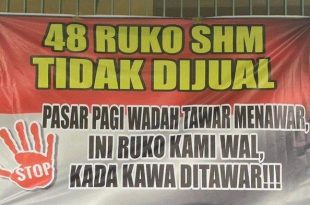 48 RUKO SHM
TIDAK DIJUAL
PASAR PAGI WADAH TAWAR MENAWAR,
INI RUKO KAMI WAL,
KADA KAWA DITAWAR!!!
STOP